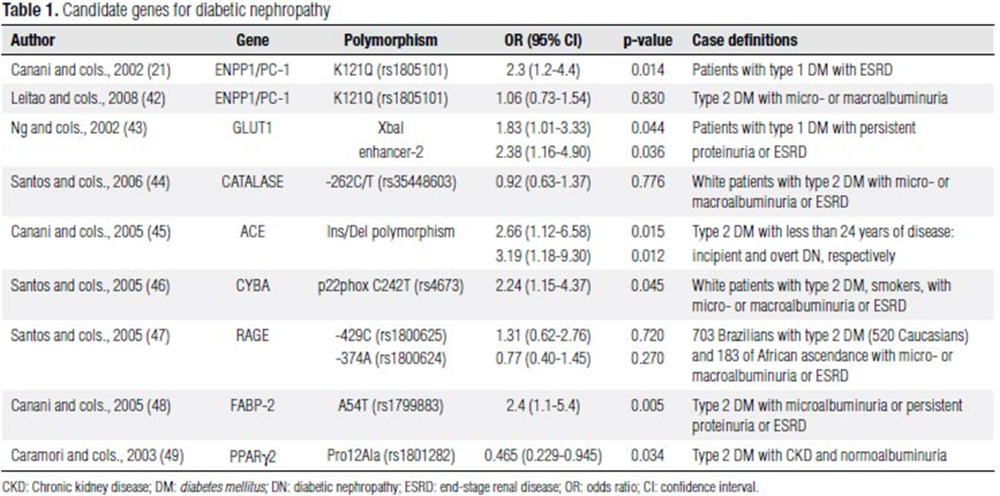 Table 1. Candidate genes for diabetic nephropathy
Author Gene Polymorphism OR (95% CI) p-value Case definitions
Canani and cols., 2002 (21) ENPP1/PC-1 K121Q (rs1805101) 2.3 (1.2-4.4) 0.014 Patients with type 1 DM with ESRD
Leitao and cols., 2008 (42) ENPP1/PC-1 K121Q (rs1805101) 1.06 (0.73-1.54) 0.830 Type 2 DM with micro- or macroalbuminuria
Ng and cols., 2002 (43) GLUT1 XbaI 1.83 (1.01-3.33) 0.044 Patients with type 1 DM with persistent
enhancer-2 2.38 (1.16-4.90) 0.036 proteinuria or ESRD
Santos and cols., 2006 (44) CATALASE -262C/T (rs35448603) 0.92 (0.63-1.37) 0.776 White patients with type 2 DM with micro- or
macroalbuminuria or ESRD
Canani and cols., 2005 (45) ACE Ins/Del polymorphism 2.66 (1.12-6.58) 0.015 Type 2 DM with less than 24 years of disease:
3.19 (1.18-9.30) 0.012 incipient and overt DN, respectively
Santos and cols., 2005 (46) CYBA p22phox C242T (rs4673) 2.24 (1.15-4.37) 0.045 White patients with type 2 DM, smokers, with
micro- or macroalbuminuria or ESRD
Santos and cols., 2005 (47) RAGE -429C (rs1800625) 1.31 (0.62-2.76) 0.720 703 Brazilians with type 2 DM (520 Caucasians)
-374A (rs1800624) 0.77 (0.40-1.45) 0.270 and 183 of African ascendance with micro- or
macroalbuminuria or ESRD
Canani and cols., 2005 (48) FABP-2 A54T (rs1799883) 2.4 (1.1-5.4) 0.005 Type 2 DM with microalbuminuria or persistent
proteinuria or ESRD
Caramori and cols., 2003 (49) PPARγ2 Pro12Ala (rs1801282) 0.465 (0.229-0.945) 0.034 Type 2 DM with CKD and normoalbuminuria
CKD: Chronic kidney disease; DM: diabetes mellitus; DN: diabetic nephropathy; ESRD: end-stage renal disease; OR: odds ratio; CI: confidence interval.